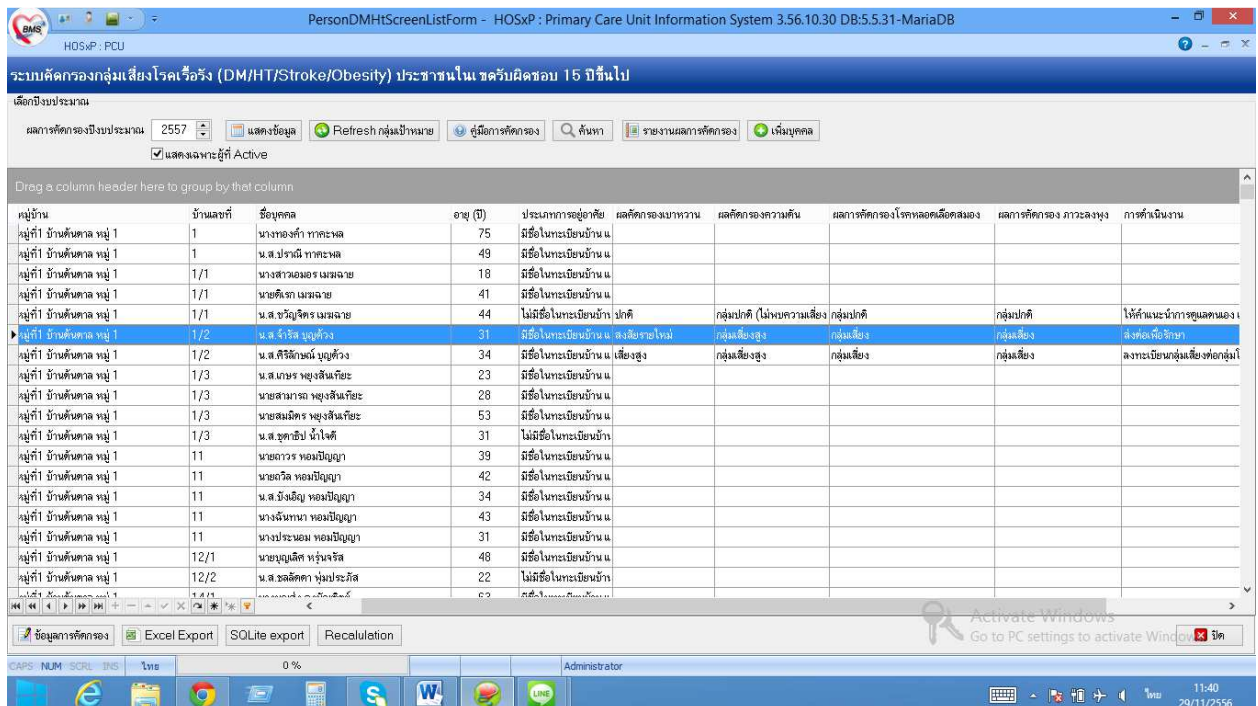 BMS
PersonDMHtScreenListForm - HOSxP : Primary Care Unit Information System 3.56.10.30 DB:5.5.31-MariaDB
HOSxP : PCU
ระบบคัดกรองกลุ่มเสี่ยงโรคเรื้อรัง (DM/HT/Stroke/Obesity) ประชาชนในเขตรับผิดชอบ 15 ปีขึ้นไป
เลือกปีงบประมาณ
ผลการคัดกรองปีงบประมาณ 2557 แสดงข้อมูล Refresh กลุ่มเป้าหมาย คู่มือการคัดกรอง ค้นหา รายงานผลการคัดกรอง เพิ่มบุคคล
แสดงเฉพาะผู้ที่ Active
Drag a column header here to group by that column
หมู่บ้าน บ้านเลขที่ ชื่อบุคคล อายุ (ปี) ประเภทการอยู่อาศัย ผลคัดกรองเบาหวาน ผลคัดกรองความดัน ผลการคัดกรองโรคหลอดเลือดสมอง ผลการคัดกรอง ภาวะลงพุง การดำเนินงาน
หมู่ที่1 บ้านต้นตาล หมู่ 1 1 นางทองคำ ทาคะพล 75 มีชื่อในทะเบียนบ้าน แ
หมู่ที่1 บ้านต้นตาล หมู่ 1 1 น.ส.ปราณี ทาคะพล 49 มีชื่อในทะเบียนบ้าน แ
หมู่ที่1 บ้านต้นตาล หมู่ 1 1/1 นางสาวเอมอร เมฆฉาย 18 มีชื่อในทะเบียนบ้าน แ
หมู่ที่1 บ้านต้นตาล หมู่ 1 1/1 นายดิเรก เมฆฉาย 41 มีชื่อในทะเบียนบ้าน แ
หมู่ที่1 บ้านต้นตาล หมู่ 1 1/1 น.ส.ขวัญจิตร เมฆฉาย 44 ไม่มีชื่อในทะเบียนบ้าน ปกติ กลุ่มปกติ (ไม่พบความเสี่ยง กลุ่มปกติ กลุ่มปกติ ให้คำแนะนำการดูแลตนเอง เ
หมู่ที่1 บ้านต้นตาล หมู่ 1 1/2 น.ส.จำรัส บุญด้วง 31 มีชื่อในทะเบียนบ้าน แ สงสัยรายใหม่ กลุ่มเสี่ยงสูง กลุ่มเสี่ยง กลุ่มเสี่ยง ส่งต่อเพื่อรักษา
หมู่ที่1 บ้านต้นตาล หมู่ 1 1/2 น.ส.ศิริลักษณ์ บุญด้วง 34 มีชื่อในทะเบียนบ้าน แ เสี่ยงสูง กลุ่มเสี่ยงสูง กลุ่มเสี่ยง กลุ่มเสี่ยง ลงทะเบียนกลุ่มเสี่ยงต่อกลุ่มโ
หมู่ที่1 บ้านต้นตาล หมู่ 1 1/3 น.ส.เกษร พยุงสันเทียะ 23 มีชื่อในทะเบียนบ้าน แ
หมู่ที่1 บ้านต้นตาล หมู่ 1 1/3 นายสามารถ พยุงสันเทียะ 28 มีชื่อในทะเบียนบ้าน แ
หมู่ที่1 บ้านต้นตาล หมู่ 1 1/3 นายสมมิตร พยุงสันเทียะ 53 มีชื่อในทะเบียนบ้าน แ
หมู่ที่1 บ้านต้นตาล หมู่ 1 1/3 น.ส.ชุตาธิป น้ำใจดี 31 ไม่มีชื่อในทะเบียนบ้าน
หมู่ที่1 บ้านต้นตาล หมู่ 1 11 นายถาวร หอมปัญญา 39 มีชื่อในทะเบียนบ้าน แ
หมู่ที่1 บ้านต้นตาล หมู่ 1 11 นายถวิล หอมปัญญา 42 มีชื่อในทะเบียนบ้าน แ
หมู่ที่1 บ้านต้นตาล หมู่ 1 11 น.ส.บังเอิญ หอมปัญญา 34 มีชื่อในทะเบียนบ้าน แ
หมู่ที่1 บ้านต้นตาล หมู่ 1 11 นางฉันทนา หอมปัญญา 43 มีชื่อในทะเบียนบ้าน แ
หมู่ที่1 บ้านต้นตาล หมู่ 1 11 นางประนอม หอมปัญญา 31 มีชื่อในทะเบียนบ้าน แ
หมู่ที่1 บ้านต้นตาล หมู่ 1 12/1 นายบุญเลิศ หรุ่นจรัส 48 มีชื่อในทะเบียนบ้าน แ
หมู่ที่1 บ้านต้นตาล หมู่ 1 12/2 น.ส.ชลลัดดา พุ่มประภัส 22 ไม่มีชื่อในทะเบียนบ้าน
Activate Windows
Go to PC settings to activate Windows
ข้อมูลการคัดกรอง Excel Export SQLite export Recalulation ปิด
CAPS NUM SCRL INS ไทย 0 % Administrator
LINE
ไทย 11:40
29/11/2556